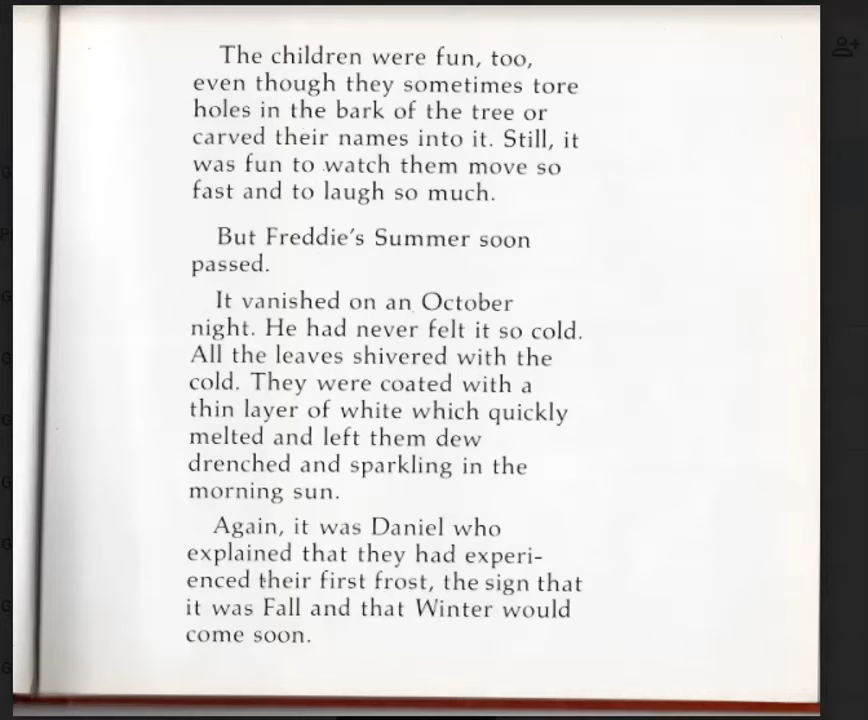 The children were fun, too,
even though they sometimes tore
holes in the bark of the tree or
carved their names into it. Still, it
was fun to watch them move so
fast and to laugh so much.
But Freddie's Summer soon
passed.
It vanished on an October
night. He had never felt it so cold.
All the leaves shivered with the
cold. They were coated with a
thin layer of white which quickly
melted and left them dew
drenched and sparkling in the
morning sun.
Again, it was Daniel who
explained that they had experi-
enced their first frost, the sign that
it was Fall and that Winter would
come soon.